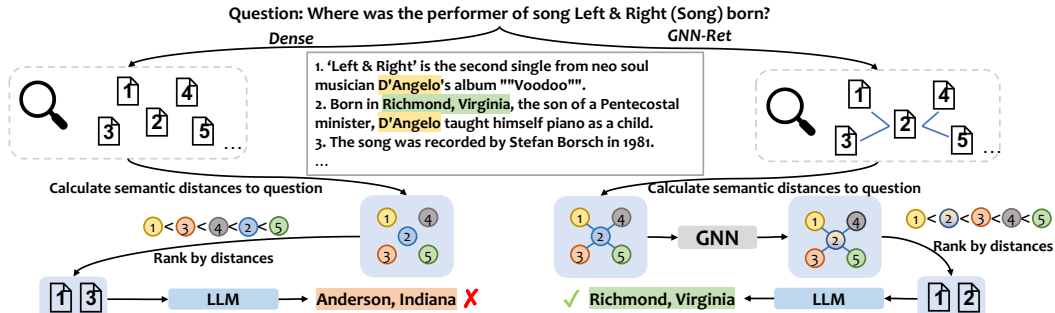 Question: Where was the performer of song Left & Right (Song) born?
Dense
GNN-Ret
1. ‘Left & Right’ is the second single from neo soul
musician D'Angelo's album ""Voodoo"".
2. Born in Richmond, Virginia, the son of a Pentecostal
minister, D'Angelo taught himself piano as a child.
3. The song was recorded by Stefan Borsch in 1981.
...
1
4
3
2
5
...
1
4
3
2
5
...
Calculate semantic distances to question
Calculate semantic distances to question
1 < 3 < 4 < 2 < 5
Rank by distances
1
4
2
3
5
1
4
2
3
5
GNN
1
4
2
3
5
1 < 2 < 3 < 4 < 5
Rank by distances
1 3
LLM
Anderson, Indiana ✗
✓ Richmond, Virginia
LLM
1 2